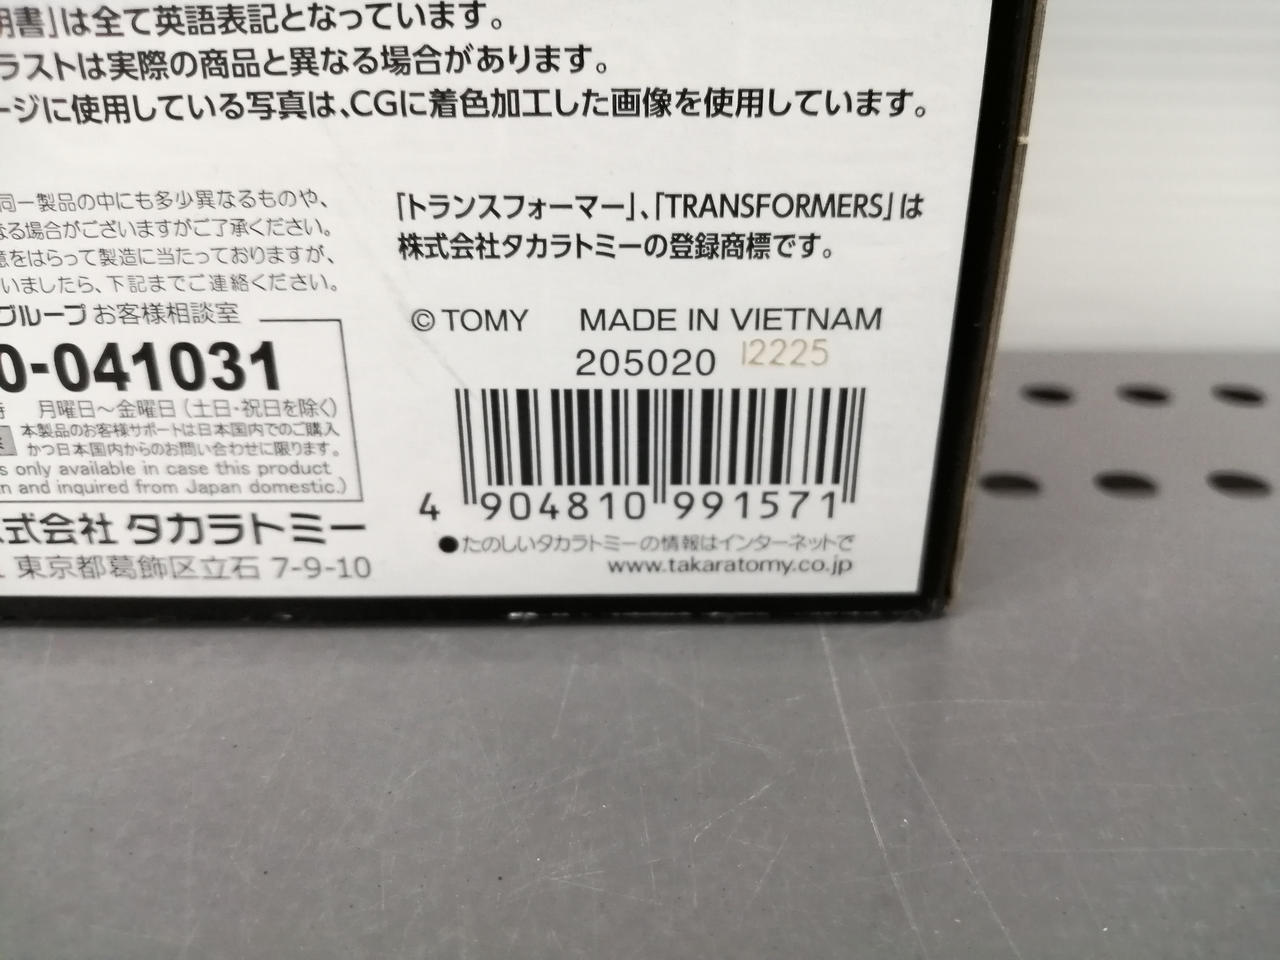 明書」は全て英語表記となっています。
ラストは実際の商品と異なる場合があります。
ージに使用している写真は、CGに着色加工した画像を使用しています。
同一製品の中にも多少異なるものや、
なる場合がございますがご了承ください。
意をはらって製造に当たっておりますが、
いましたら、下記までご連絡ください。
グループ お客様相談室
0-041031
時 月曜日〜金曜日(土日・祝日を除く)
本製品のお客様サポートは日本国内でのご購入
かつ日本国内からのお問い合わせに限ります。
s only available in case this product
n and inquired from Japan domestic.)
式会社 タカラトミー
東京都葛飾区立石 7-9-10
「トランスフォーマー」、「TRANSFORMERS」は
株式会社タカラトミーの登録商標です。
© TOMY MADE IN VIETNAM
205020 12225
4 904810 991571
●たのしいタカラトミーの情報はインターネットで
www.takaratomy.co.jp